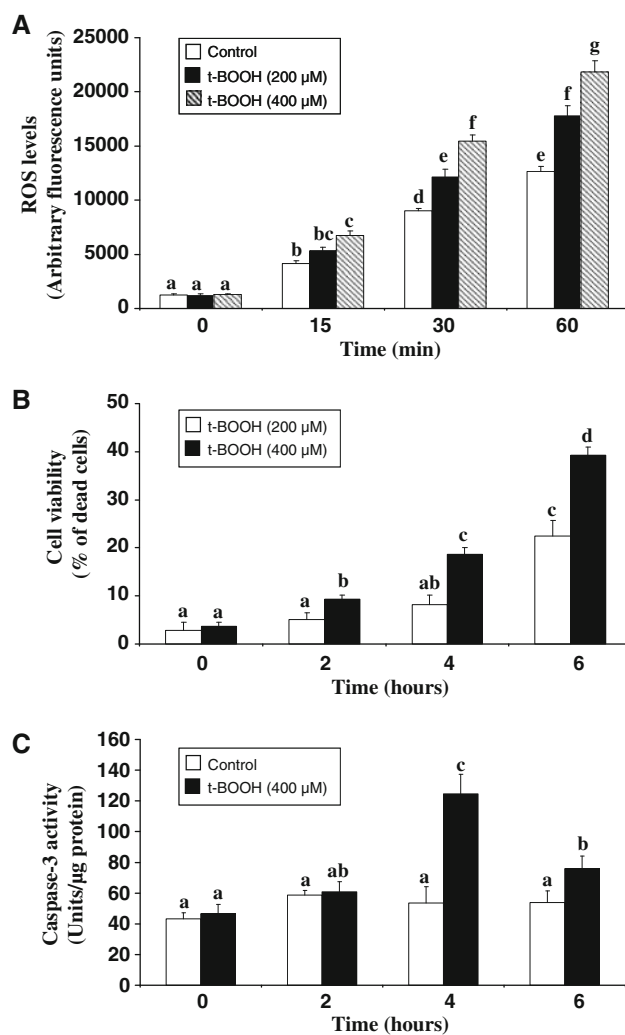 A
25000
20000
15000
10000
5000
0
ROS levels
(Arbitrary fluorescence units)
Control
t-BOOH (200 µM)
t-BOOH (400 µM)
a a a
b bc c
d e f
e f g
0 15 30 60
Time (min)
B
50
40
30
20
10
0
Cell viability
(% of dead cells)
t-BOOH (200 µM)
t-BOOH (400 µM)
a a
a b
ab c
c d
0 2 4 6
Time (hours)
C
160
140
120
100
80
60
40
20
0
Caspase-3 activity
(Units/µg protein)
Control
t-BOOH (400 µM)
a a
a ab
a c
a b
0 2 4 6
Time (hours)